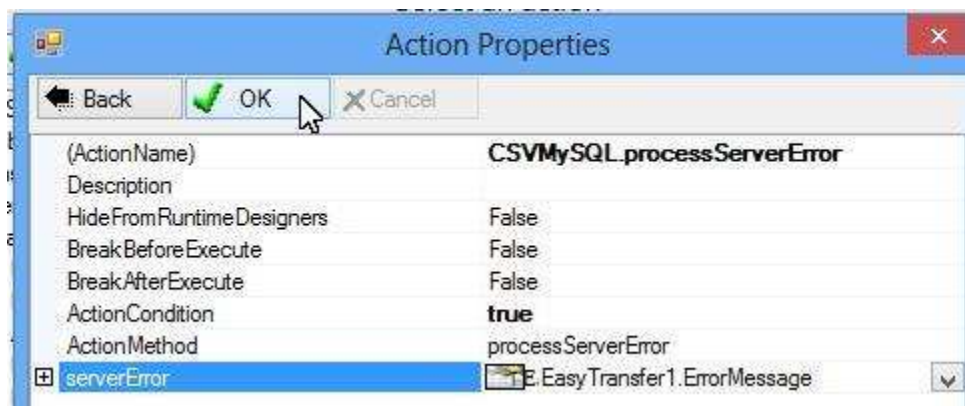 Action Properties
Back OK Cancel
(ActionName) CSVMySQL.processServerError
Description
HideFromRuntimeDesigners False
BreakBeforeExecute False
BreakAfterExecute False
ActionCondition true
ActionMethod processServerError
serverError E.EasyTransfer1.ErrorMessage